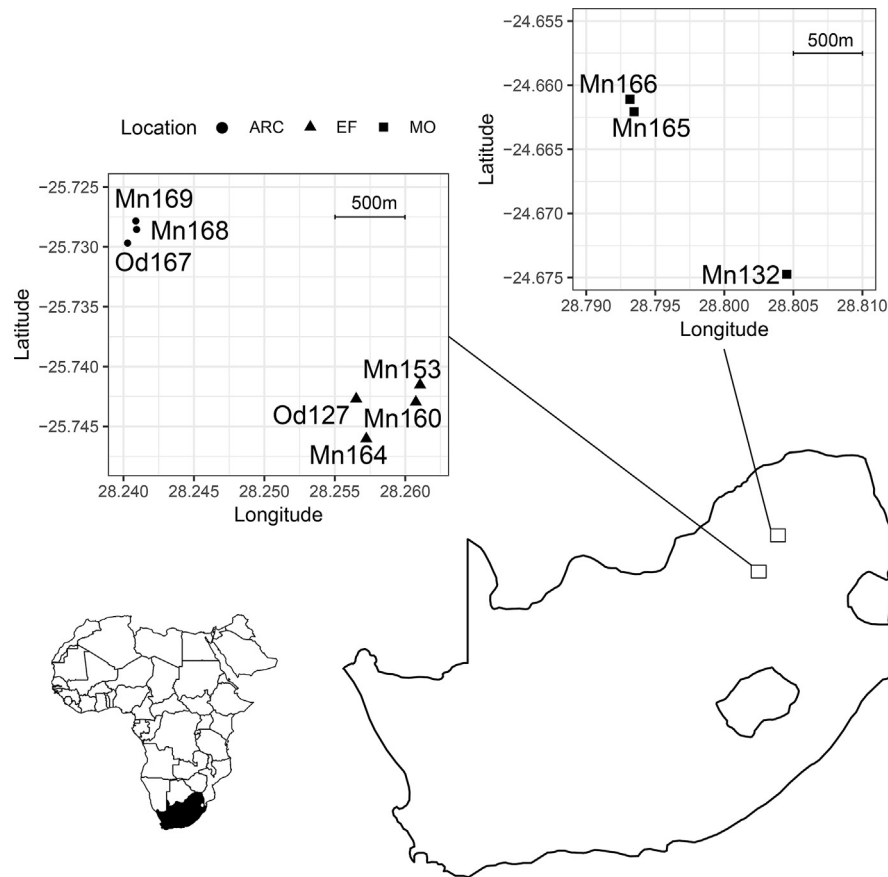 Location ARC EF MO
−25.725
−25.730
−25.735
−25.740
−25.745
Latitude
Mn169
Mn168
Od167
500m
Mn153
Od127
Mn160
Mn164
28.240 28.245 28.250 28.255 28.260
Longitude
−24.655
−24.660
−24.665
−24.670
−24.675
Latitude
500m
Mn166
Mn165
Mn132
28.790 28.795 28.800 28.805 28.810
Longitude